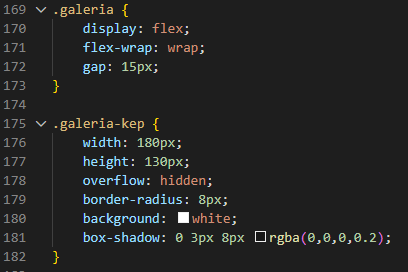 169 .galeria {
170 display: flex;
171 flex-wrap: wrap;
172 gap: 15px;
173 }
174
175 .galeria-kep {
176 width: 180px;
177 height: 130px;
178 overflow: hidden;
179 border-radius: 8px;
180 background: white;
181 box-shadow: 0 3px 8px rgba(0,0,0,0.2);
182 }